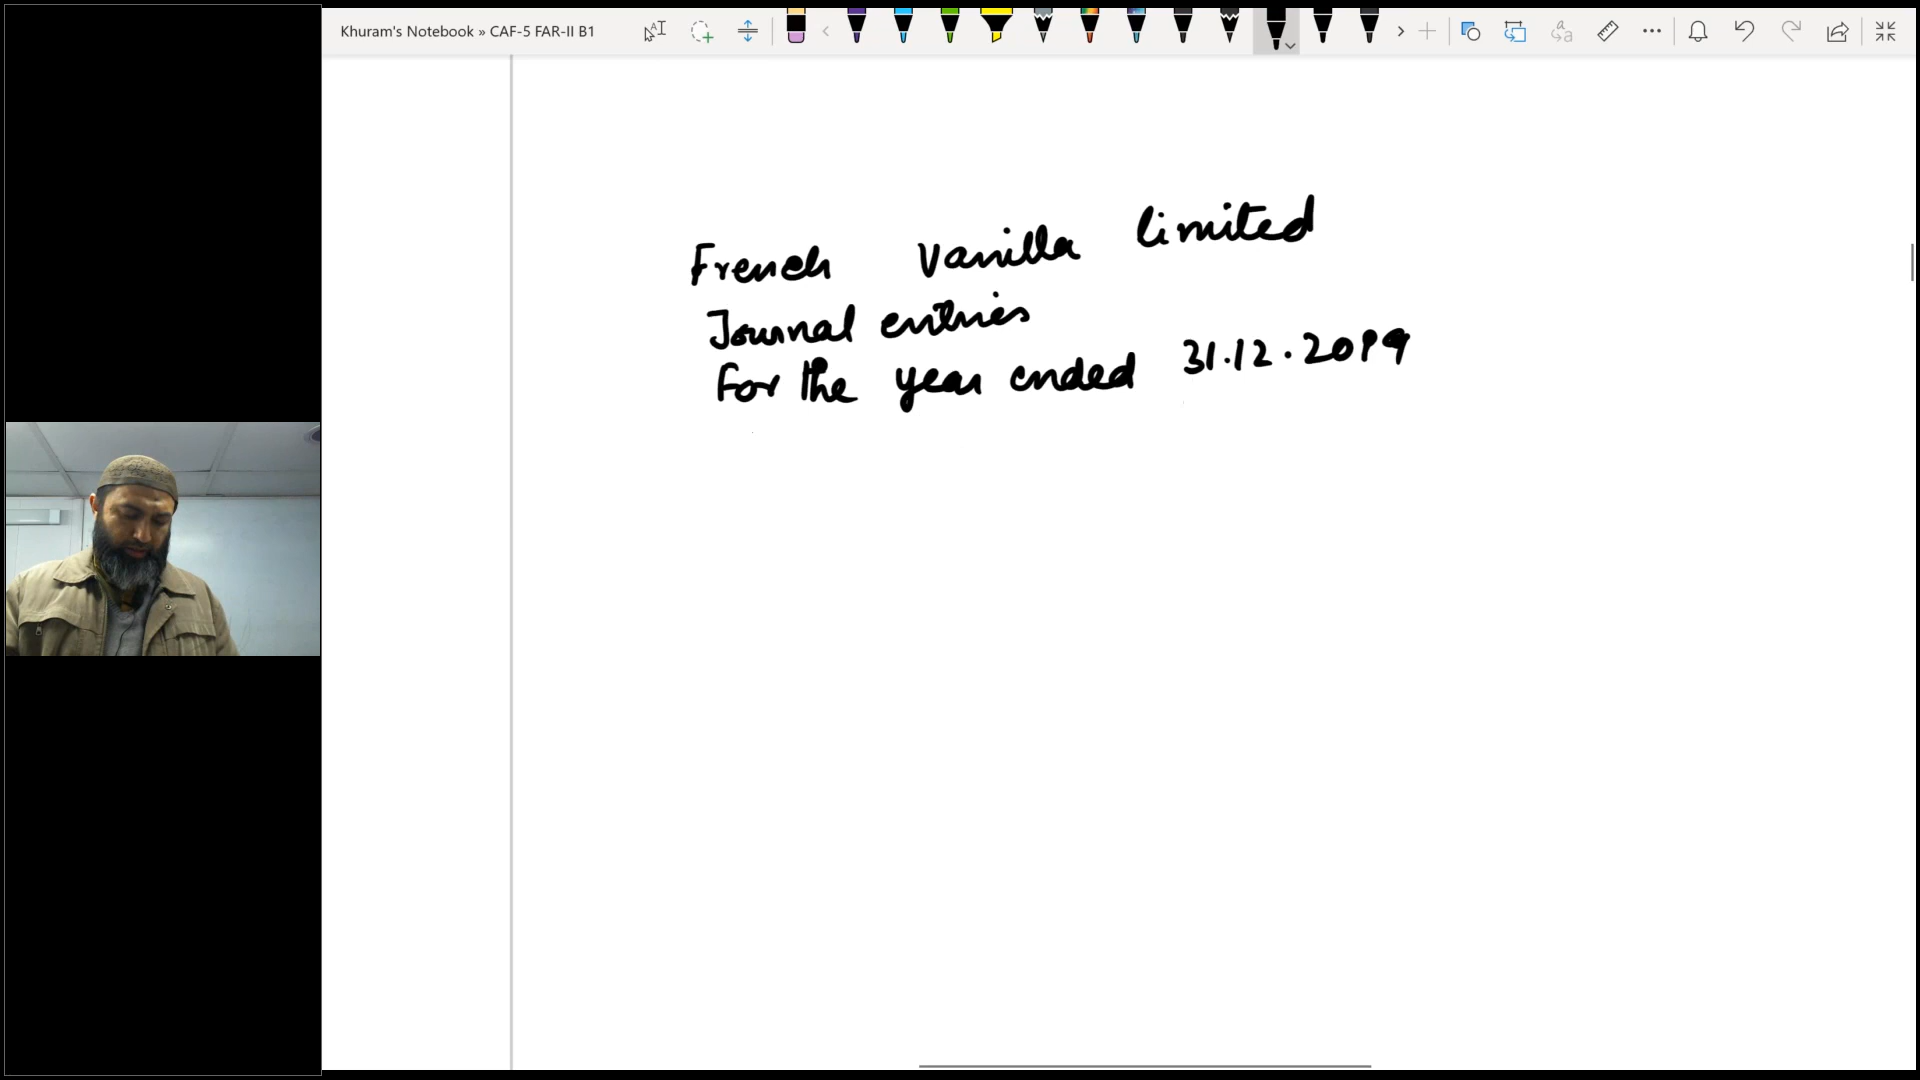 Khuram's Notebook » CAF-5 FAR-II B1
French Vanilla limited
Journal entries
For the year ended 31.12.2019